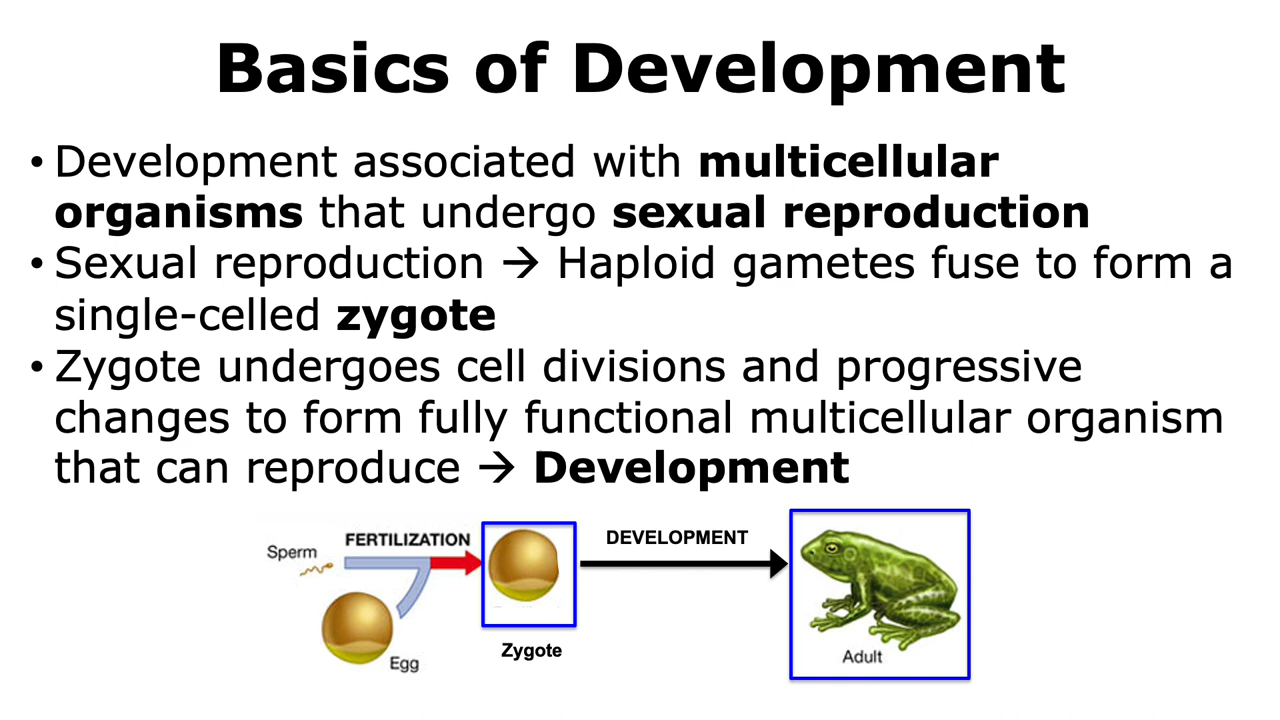 Basics of Development
• Development associated with multicellular
organisms that undergo sexual reproduction
• Sexual reproduction → Haploid gametes fuse to form a
single-celled zygote
• Zygote undergoes cell divisions and progressive
changes to form fully functional multicellular organism
that can reproduce → Development
FERTILIZATION
DEVELOPMENT
Sperm
Egg
Zygote
Adult